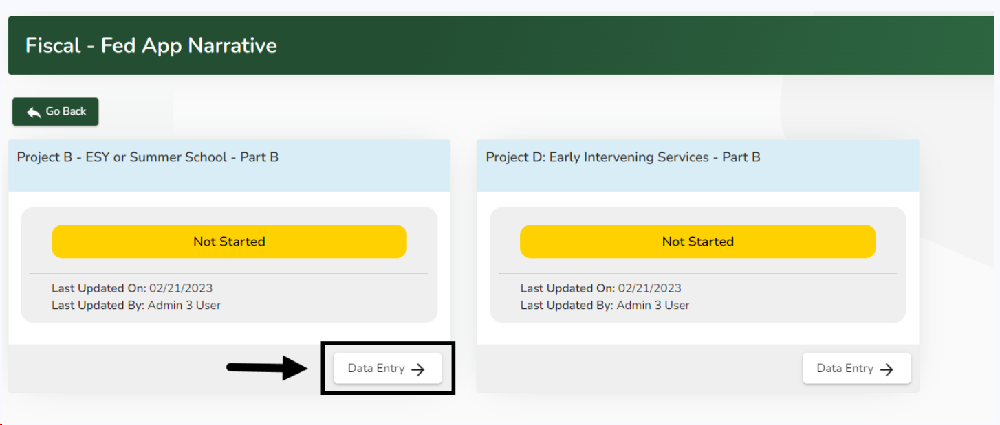 Fiscal - Fed App Narrative
Go Back
Project B - ESY or Summer School - Part B
Not Started
Last Updated On: 02/21/2023
Last Updated By: Admin 3 User
Data Entry
Project D: Early Intervening Services - Part B
Not Started
Last Updated On: 02/21/2023
Last Updated By: Admin 3 User
Data Entry